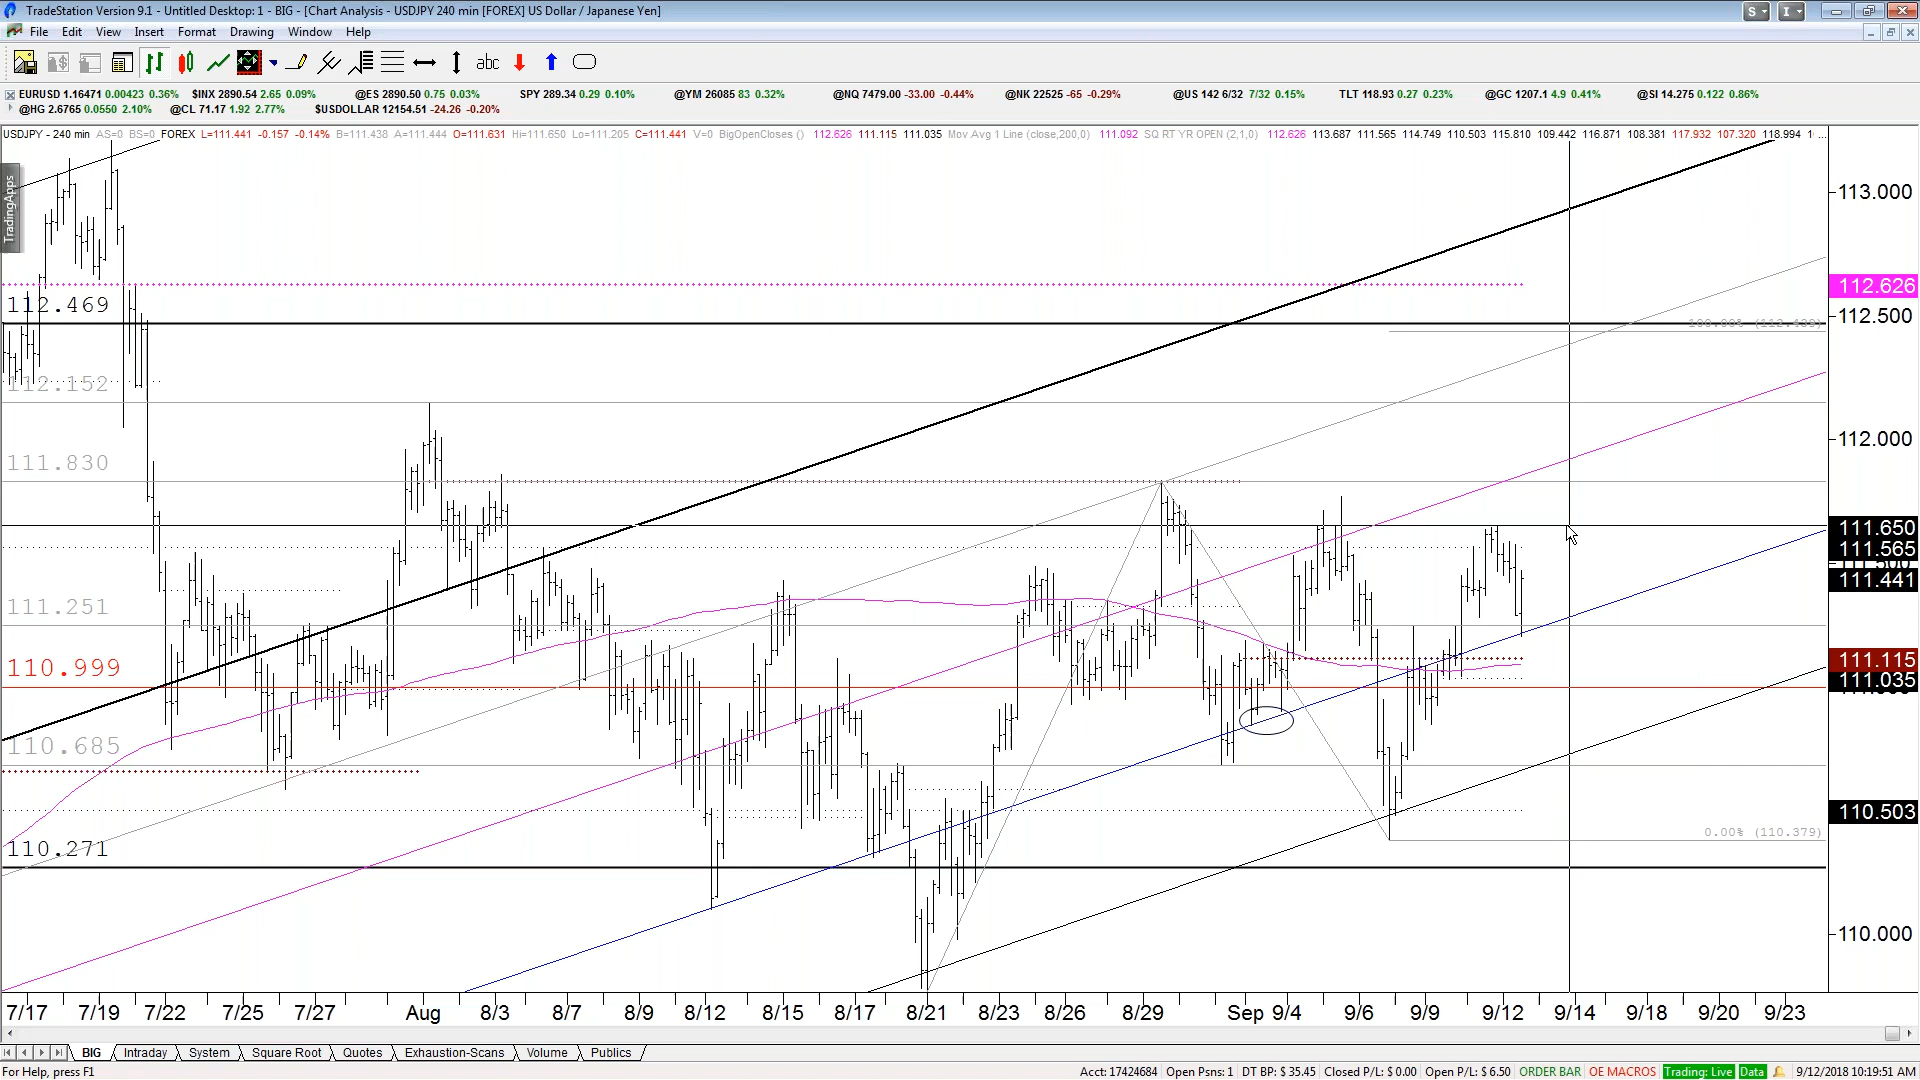 TradeStation Version 9.1 - Untitled Desktop: 1 - BIG - [Chart Analysis - USDJPY 240 min [FOREX] US Dollar / Japanese Yen]
S I
File Edit View Insert Format Drawing Window Help
abc
EURUSD 1.16471 0.00423 0.36% $INX 2890.54 2.65 0.09% @ES 2890.50 0.75 0.03% SPY 289.34 0.29 0.10% @YM 26085 83 0.32% @NQ 7479.00 -33.00 -0.44% @NK 22525 -65 -0.29% @US 142 6/32 7/32 0.15% TLT 118.93 0.27 0.23% @GC 1207.1 4.9 0.41% @SI 14.275 0.122 0.86%
@HG 2.6765 0.0550 2.10% @CL 71.17 1.92 2.77% $USDOLLAR 12154.51 -24.26 -0.20%
USDJPY - 240 min AS=0 BS=0 FOREX L=111.441 -0.157 -0.14% B=111.438 A=111.444 O=111.631 Hi=111.650 Lo=111.205 C=111.441 V=0 BigOpenCloses () 112.626 111.115 111.035 Mov Avg 1 Line (close,200,0) 111.092 SQ RT YR OPEN (2,1,0) 112.626 113.687 111.565 114.749 110.503 115.810 109.442 116.871 108.381 117.932 107.320 118.994 ...
TradingApps
113.000
112.626
112.469
112.500
100.00% (112.439)
112.152
112.000
111.830
111.650
111.565
111.441
111.251
110.999
111.115
111.035
110.685
110.503
0.00% (110.379)
110.271
110.000
7/17 7/19 7/22 7/25 7/27 Aug 8/3 8/7 8/9 8/12 8/15 8/17 8/21 8/23 8/26 8/29 Sep 9/4 9/6 9/9 9/12 9/14 9/18 9/20 9/23
BIG Intraday System Square Root Quotes Exhaustion-Scans Volume Publics
For Help, press F1 Acct: 17424684 Open Psns: 1 DT BP: $ 35.45 Closed P/L: $ 0.00 Open P/L: $ 6.50 ORDER BAR OE MACROS Trading: Live Data 9/12/2018 10:19:51 AM